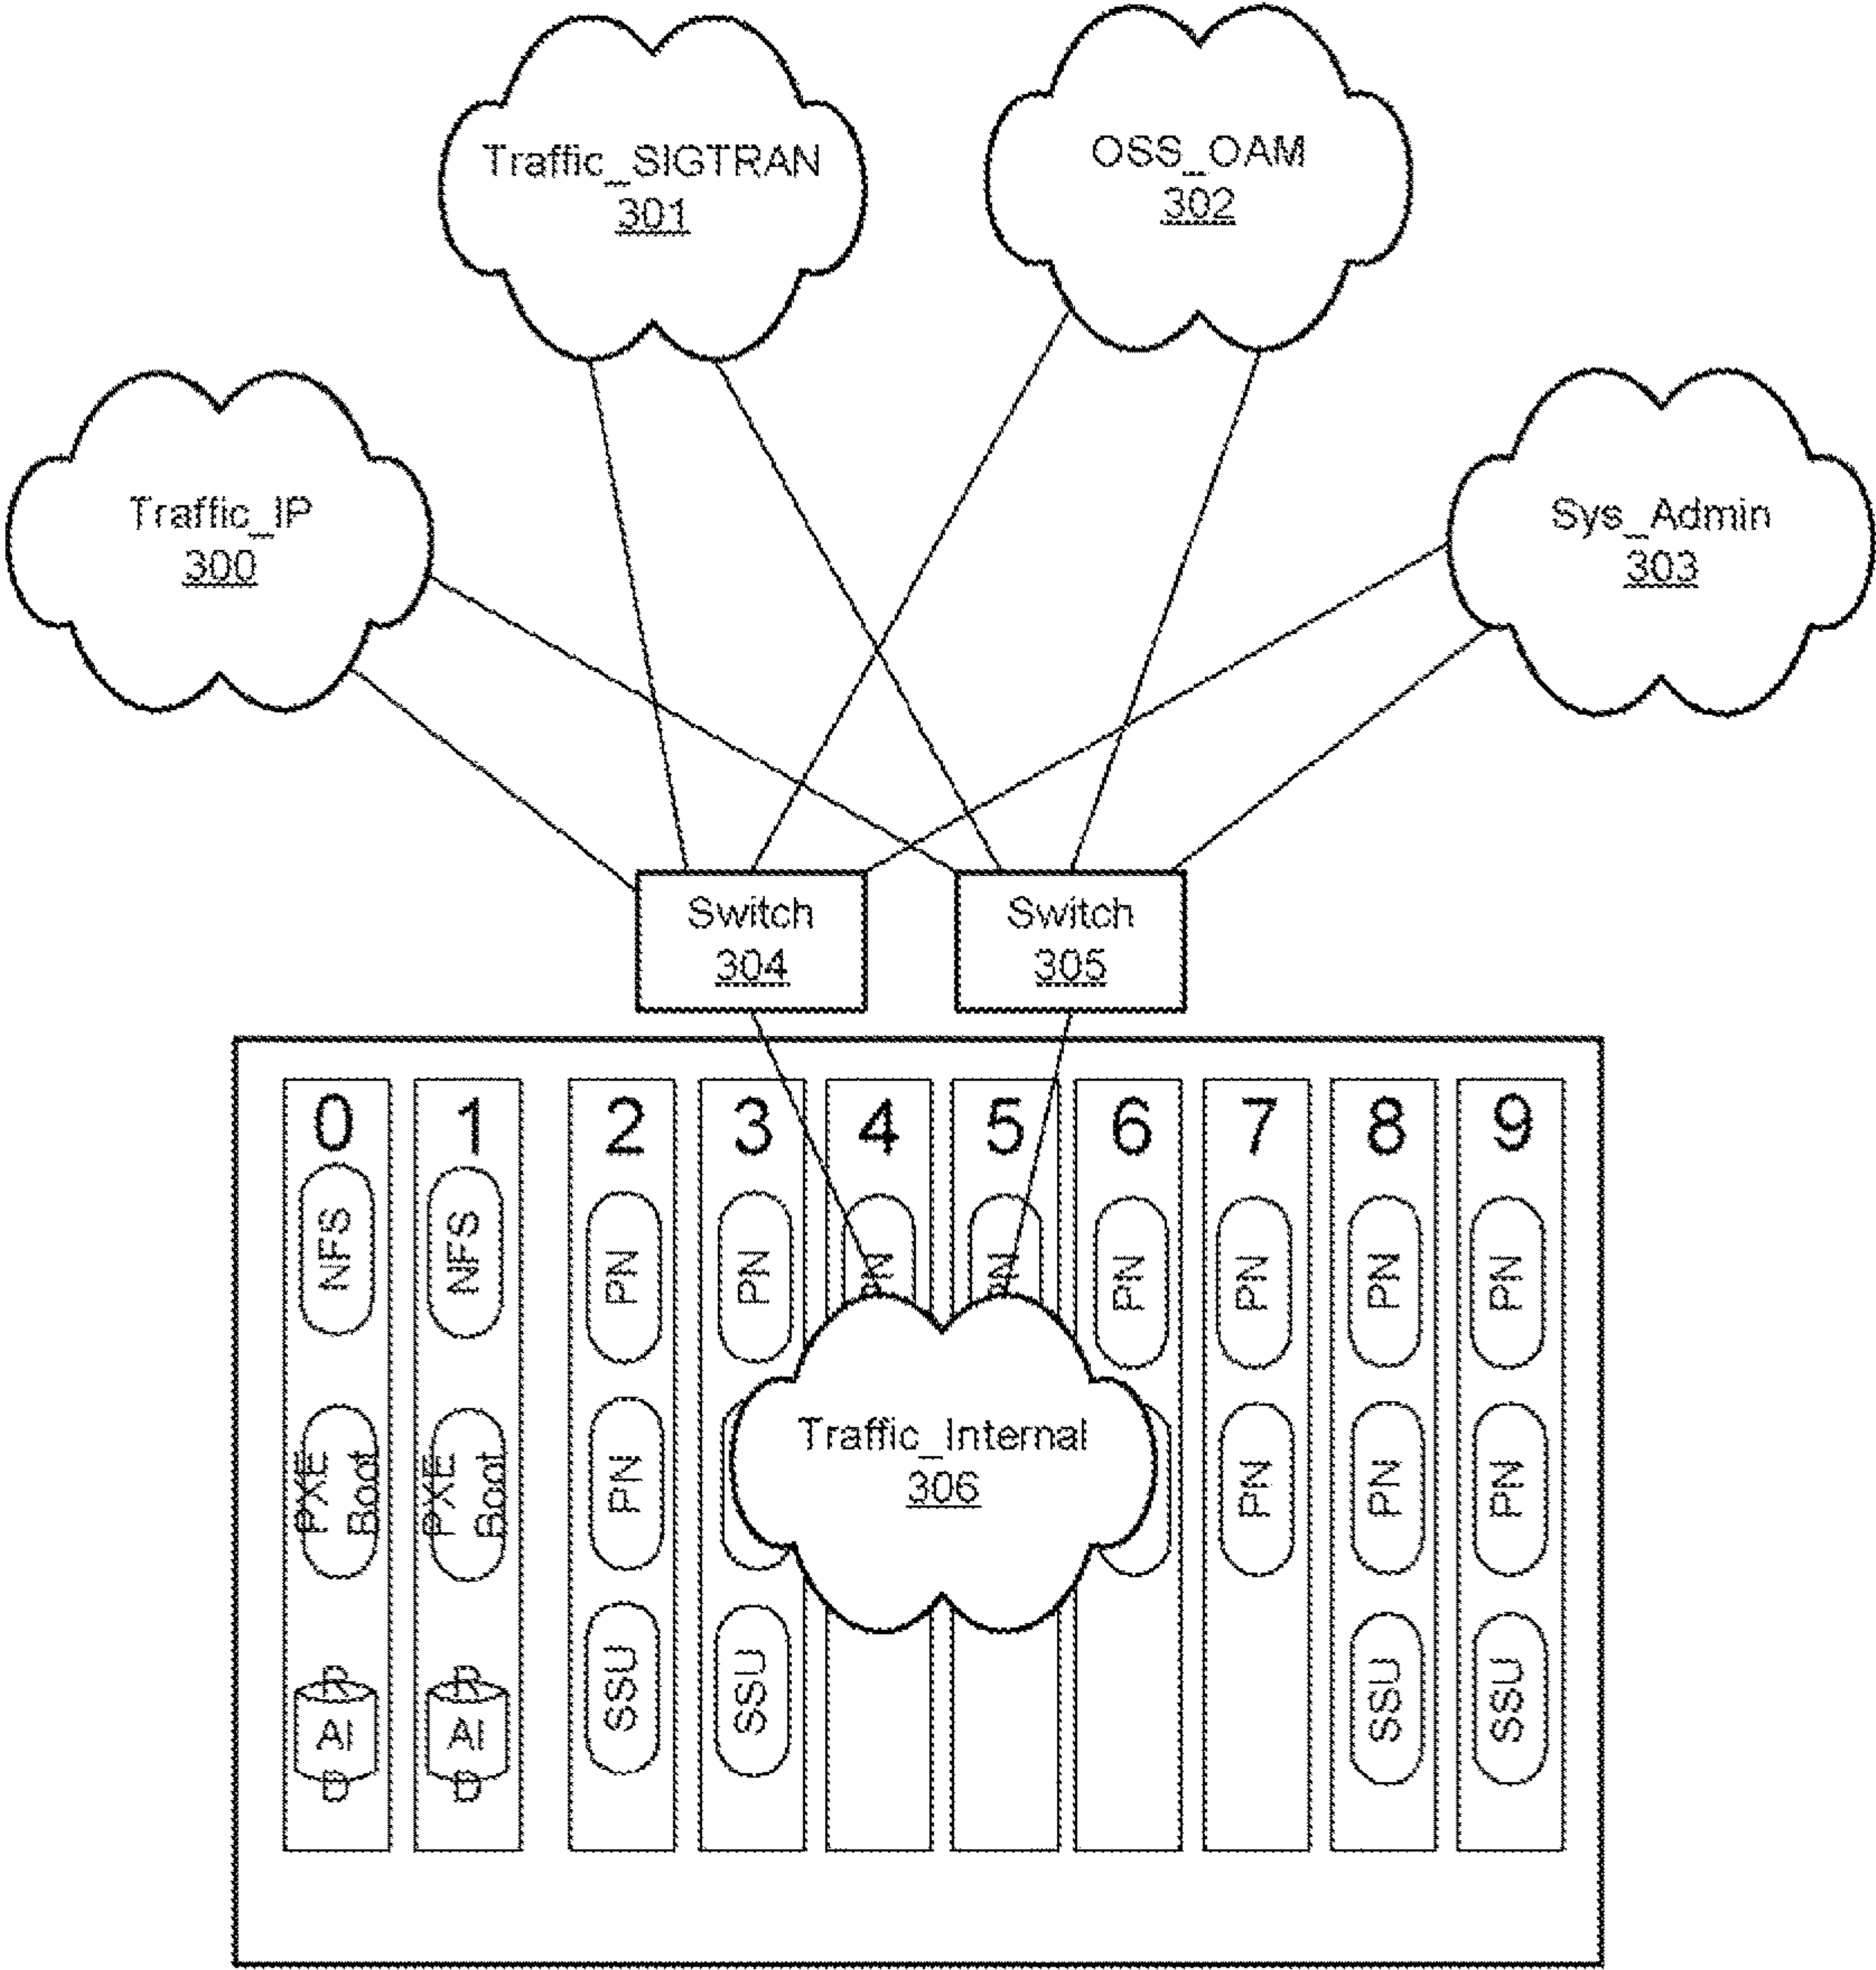 Traffic_SIGTRAN
301
OSS_OAM
302
Traffic_IP
300
Sys_Admin
303
Switch
304
Switch
305
0
1
2
3
4
5
6
7
8
9
NFS
NFS
PN
PN
PN
PN
PN
PN
PN
PN
PXE
Boot
PXE
Boot
PN
Traffic_Internal
306
PN
PN
PN
SSU
SSU
SSU
SSU
R
AI
D
R
AI
D